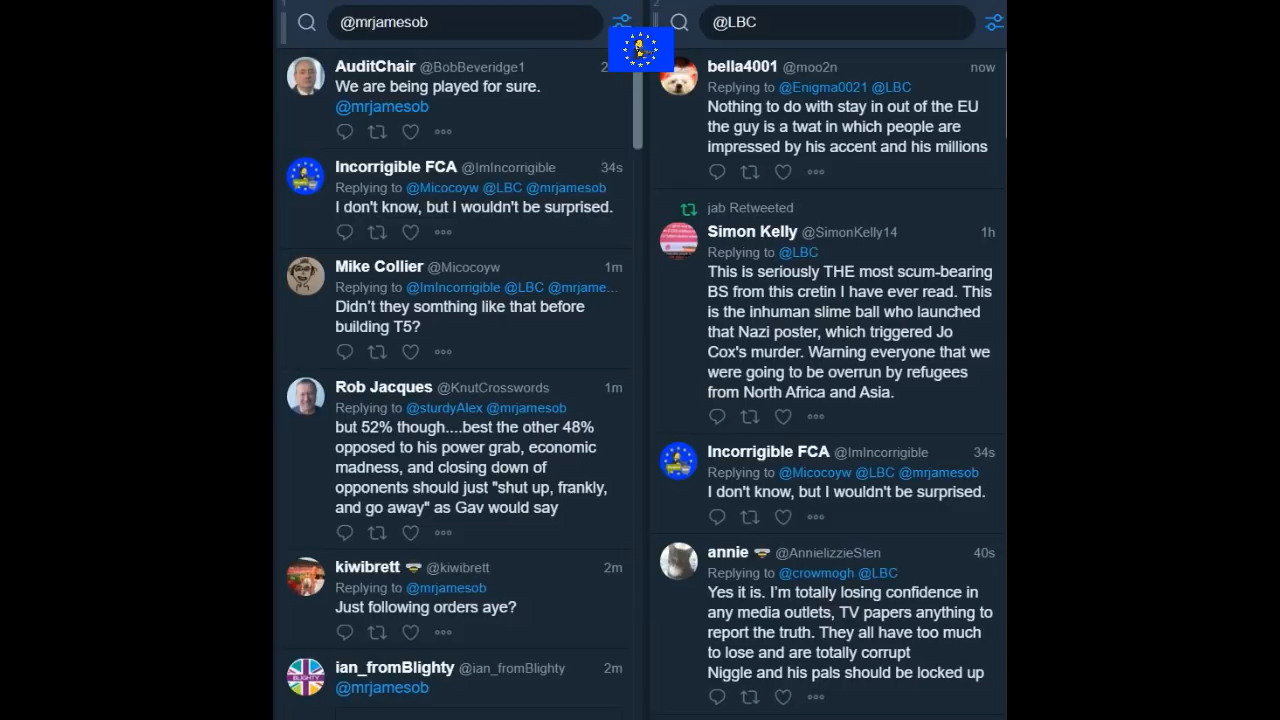 1
@mrjamesob
AuditChair @BobBeveridge1
We are being played for sure.
@mrjamesob
Incorrigible FCA @ImIncorrigible 34s
Replying to @Micocoyw @LBC @mrjamesob
I don't know, but I wouldn't be surprised.
Mike Collier @Micocoyw 1m
Replying to @ImIncorrigible @LBC @mrjame...
Didn't they somthing like that before
building T5?
Rob Jacques @KnutCrosswords 1m
Replying to @sturdyAlex @mrjamesob
but 52% though....best the other 48%
opposed to his power grab, economic
madness, and closing down of
opponents should just "shut up, frankly,
and go away" as Gav would say
kiwibrett @kiwibrett 2m
Replying to @mrjamesob
Just following orders aye?
ian_fromBlighty @ian_fromBlighty 2m
@mrjamesob
BLIGHTY
2
@LBC
bella4001 @moo2n now
Replying to @Enigma0021 @LBC
Nothing to do with stay in out of the EU
the guy is a twat in which people are
impressed by his accent and his millions
jab Retweeted
Simon Kelly @SimonKelly14 1h
Replying to @LBC
This is seriously THE most scum-bearing
BS from this cretin I have ever read. This
is the inhuman slime ball who launched
that Nazi poster, which triggered Jo
Cox's murder. Warning everyone that we
were going to be overrun by refugees
from North Africa and Asia.
Incorrigible FCA @ImIncorrigible 34s
Replying to @Micocoyw @LBC @mrjamesob
I don't know, but I wouldn't be surprised.
annie @AnnielizzieSten 40s
Replying to @crowmogh @LBC
Yes it is. I'm totally losing confidence in
any media outlets, TV papers anything to
report the truth. They all have too much
to lose and are totally corrupt
Niggle and his pals should be locked up